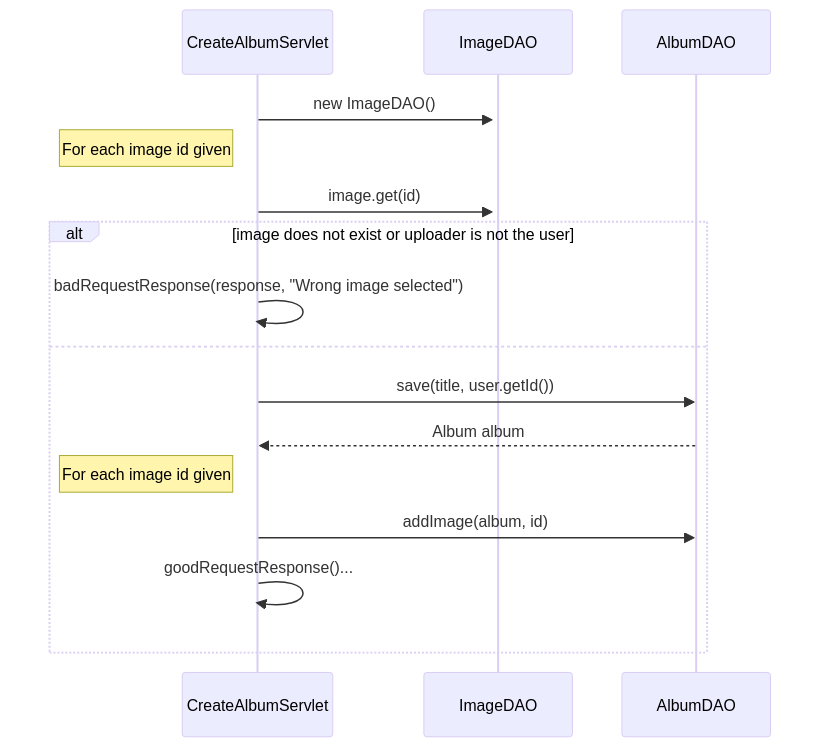 CreateAlbumServlet
ImageDAO
AlbumDAO
new ImageDAO()
For each image id given
image.get(id)
alt
[image does not exist or uploader is not the user]
badRequestResponse(response, "Wrong image selected")
save(title, user.getId())
Album album
For each image id given
addImage(album, id)
goodRequestResponse()...
CreateAlbumServlet
ImageDAO
AlbumDAO